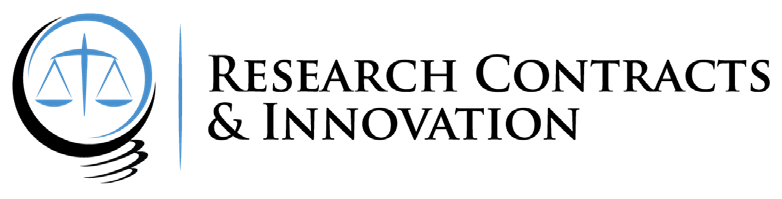 RESEARCH CONTRACTS
& INNOVATION